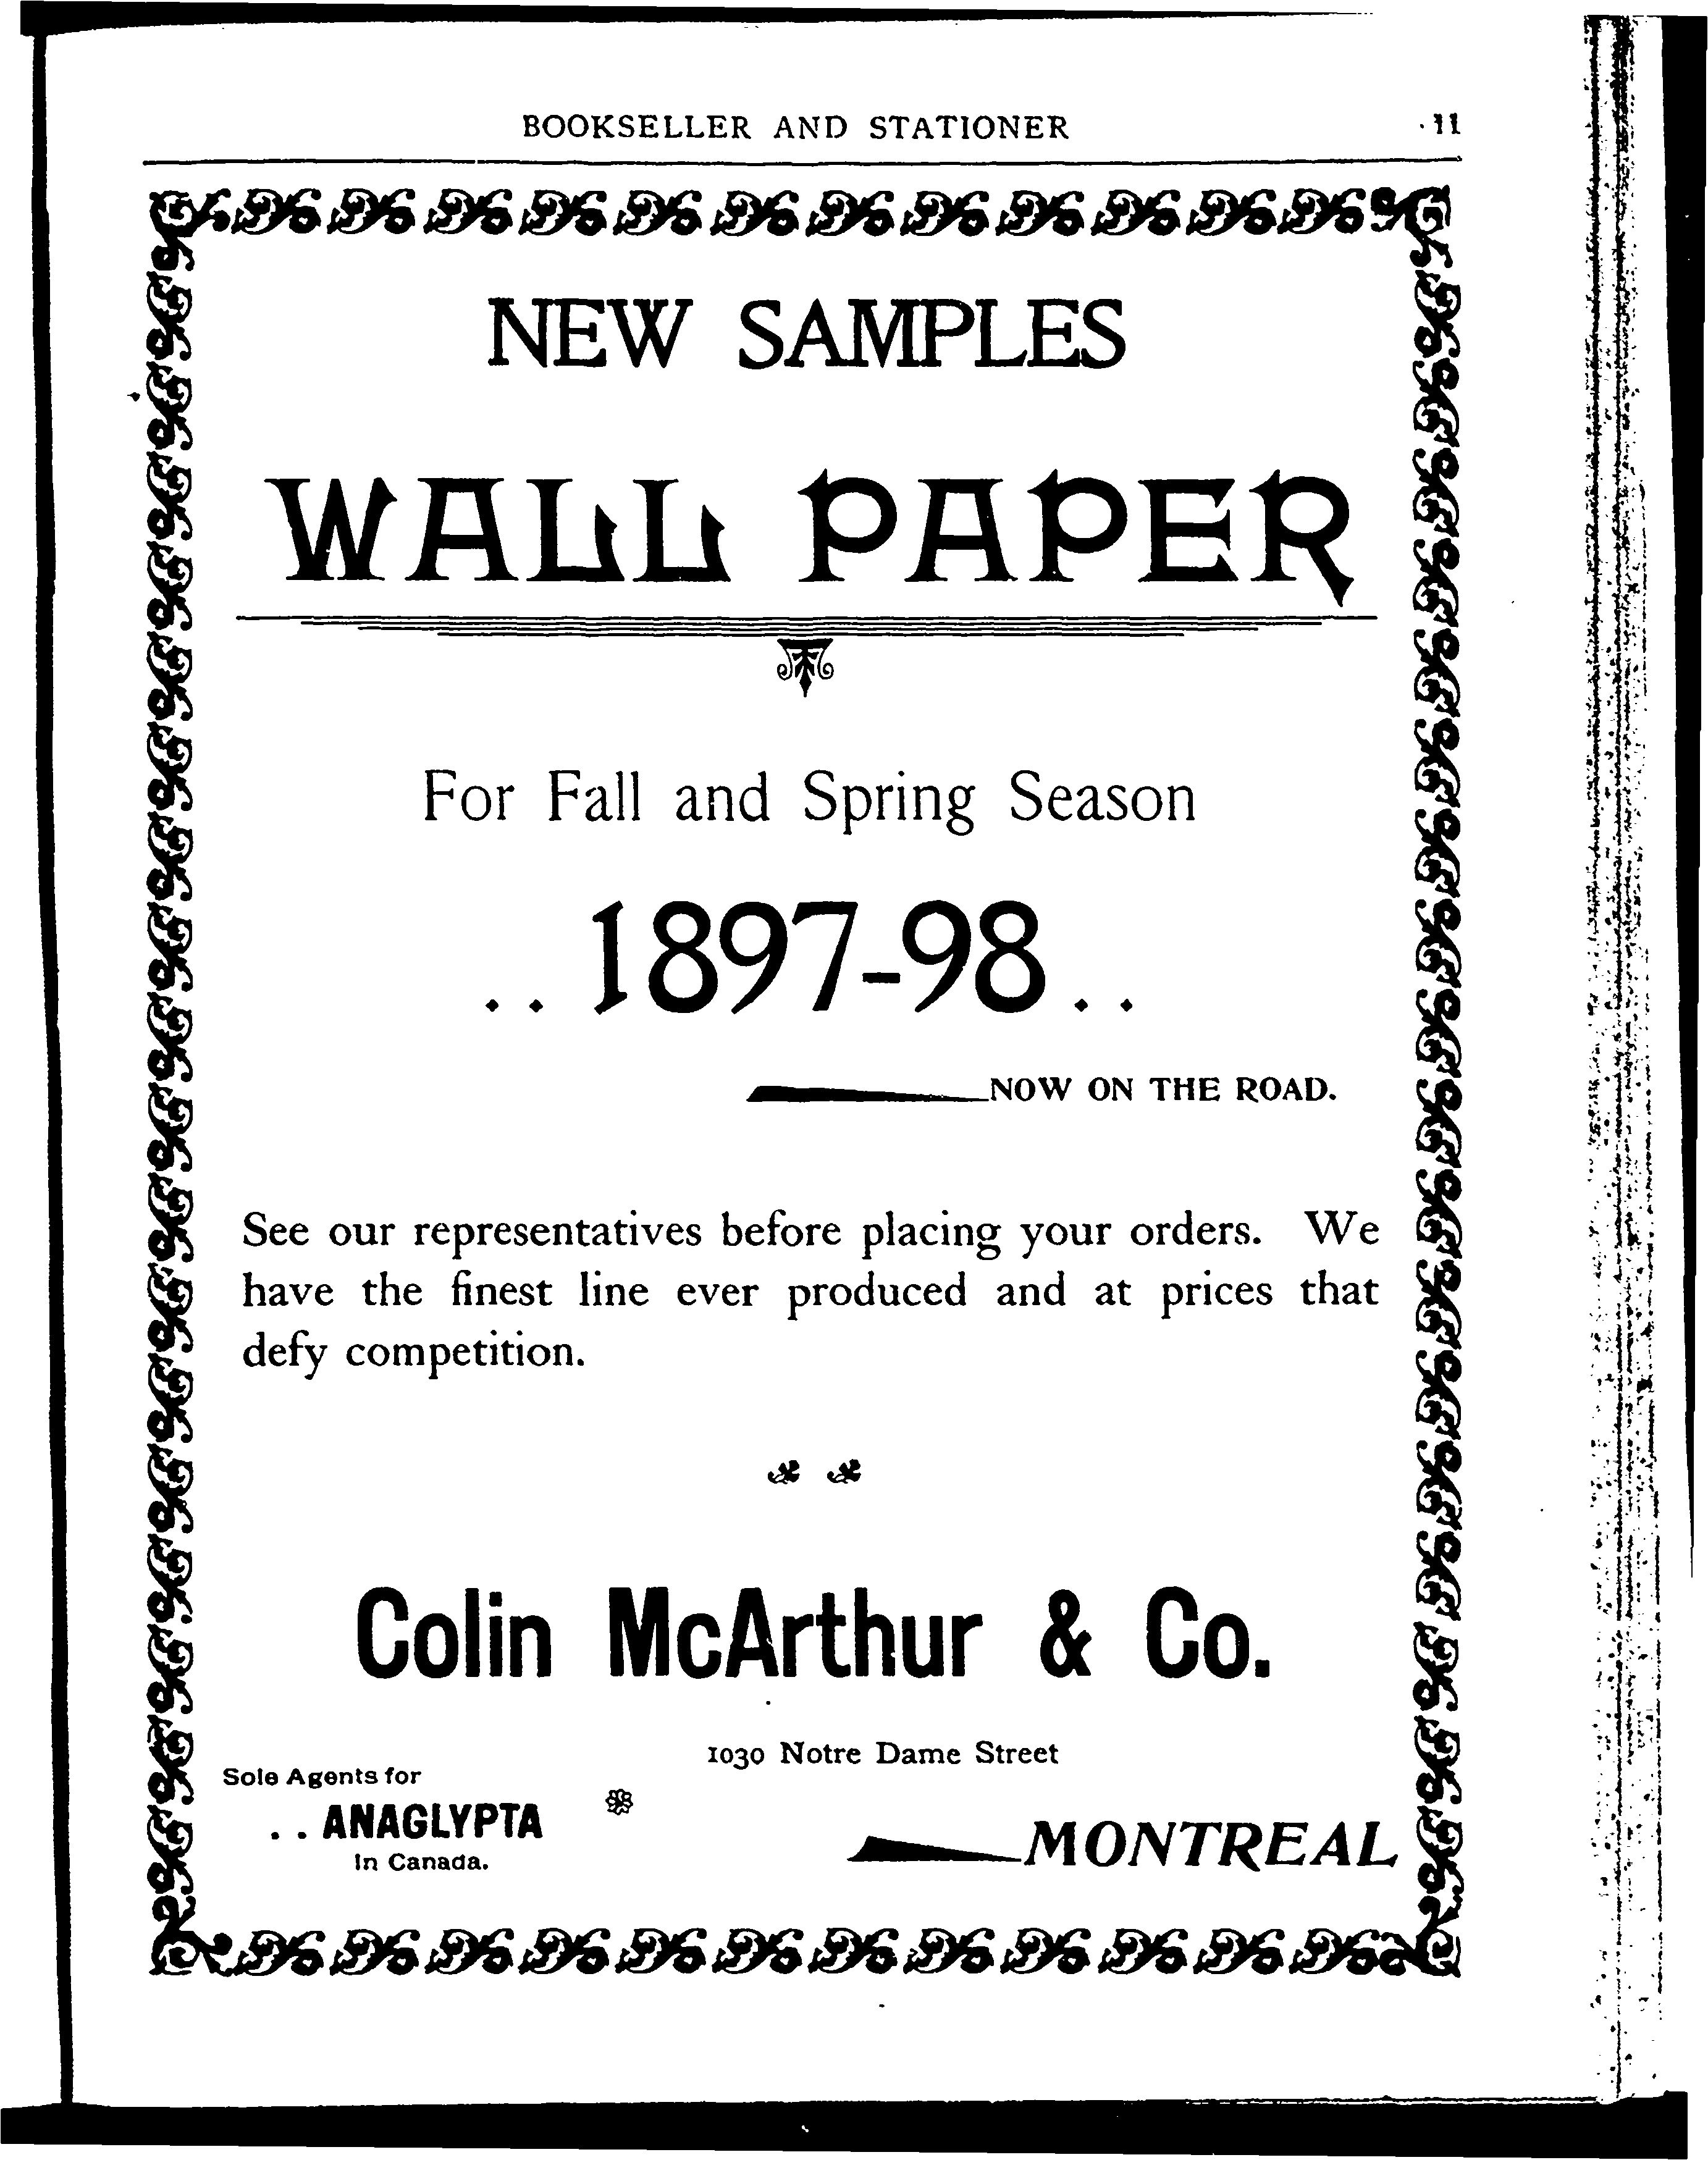 BOOKSELLER AND STATIONER 11
NEW SAMPLES
WALL PAPER
For Fall and Spring Season
.. 1897-98 ..
NOW ON THE ROAD.
See our representatives before placing your orders. We
have the finest line ever produced and at prices that
defy competition.
Colin McArthur & Co.
1030 Notre Dame Street
Sole Agents for
.. ANAGLYPTA
in Canada.
MONTREAL